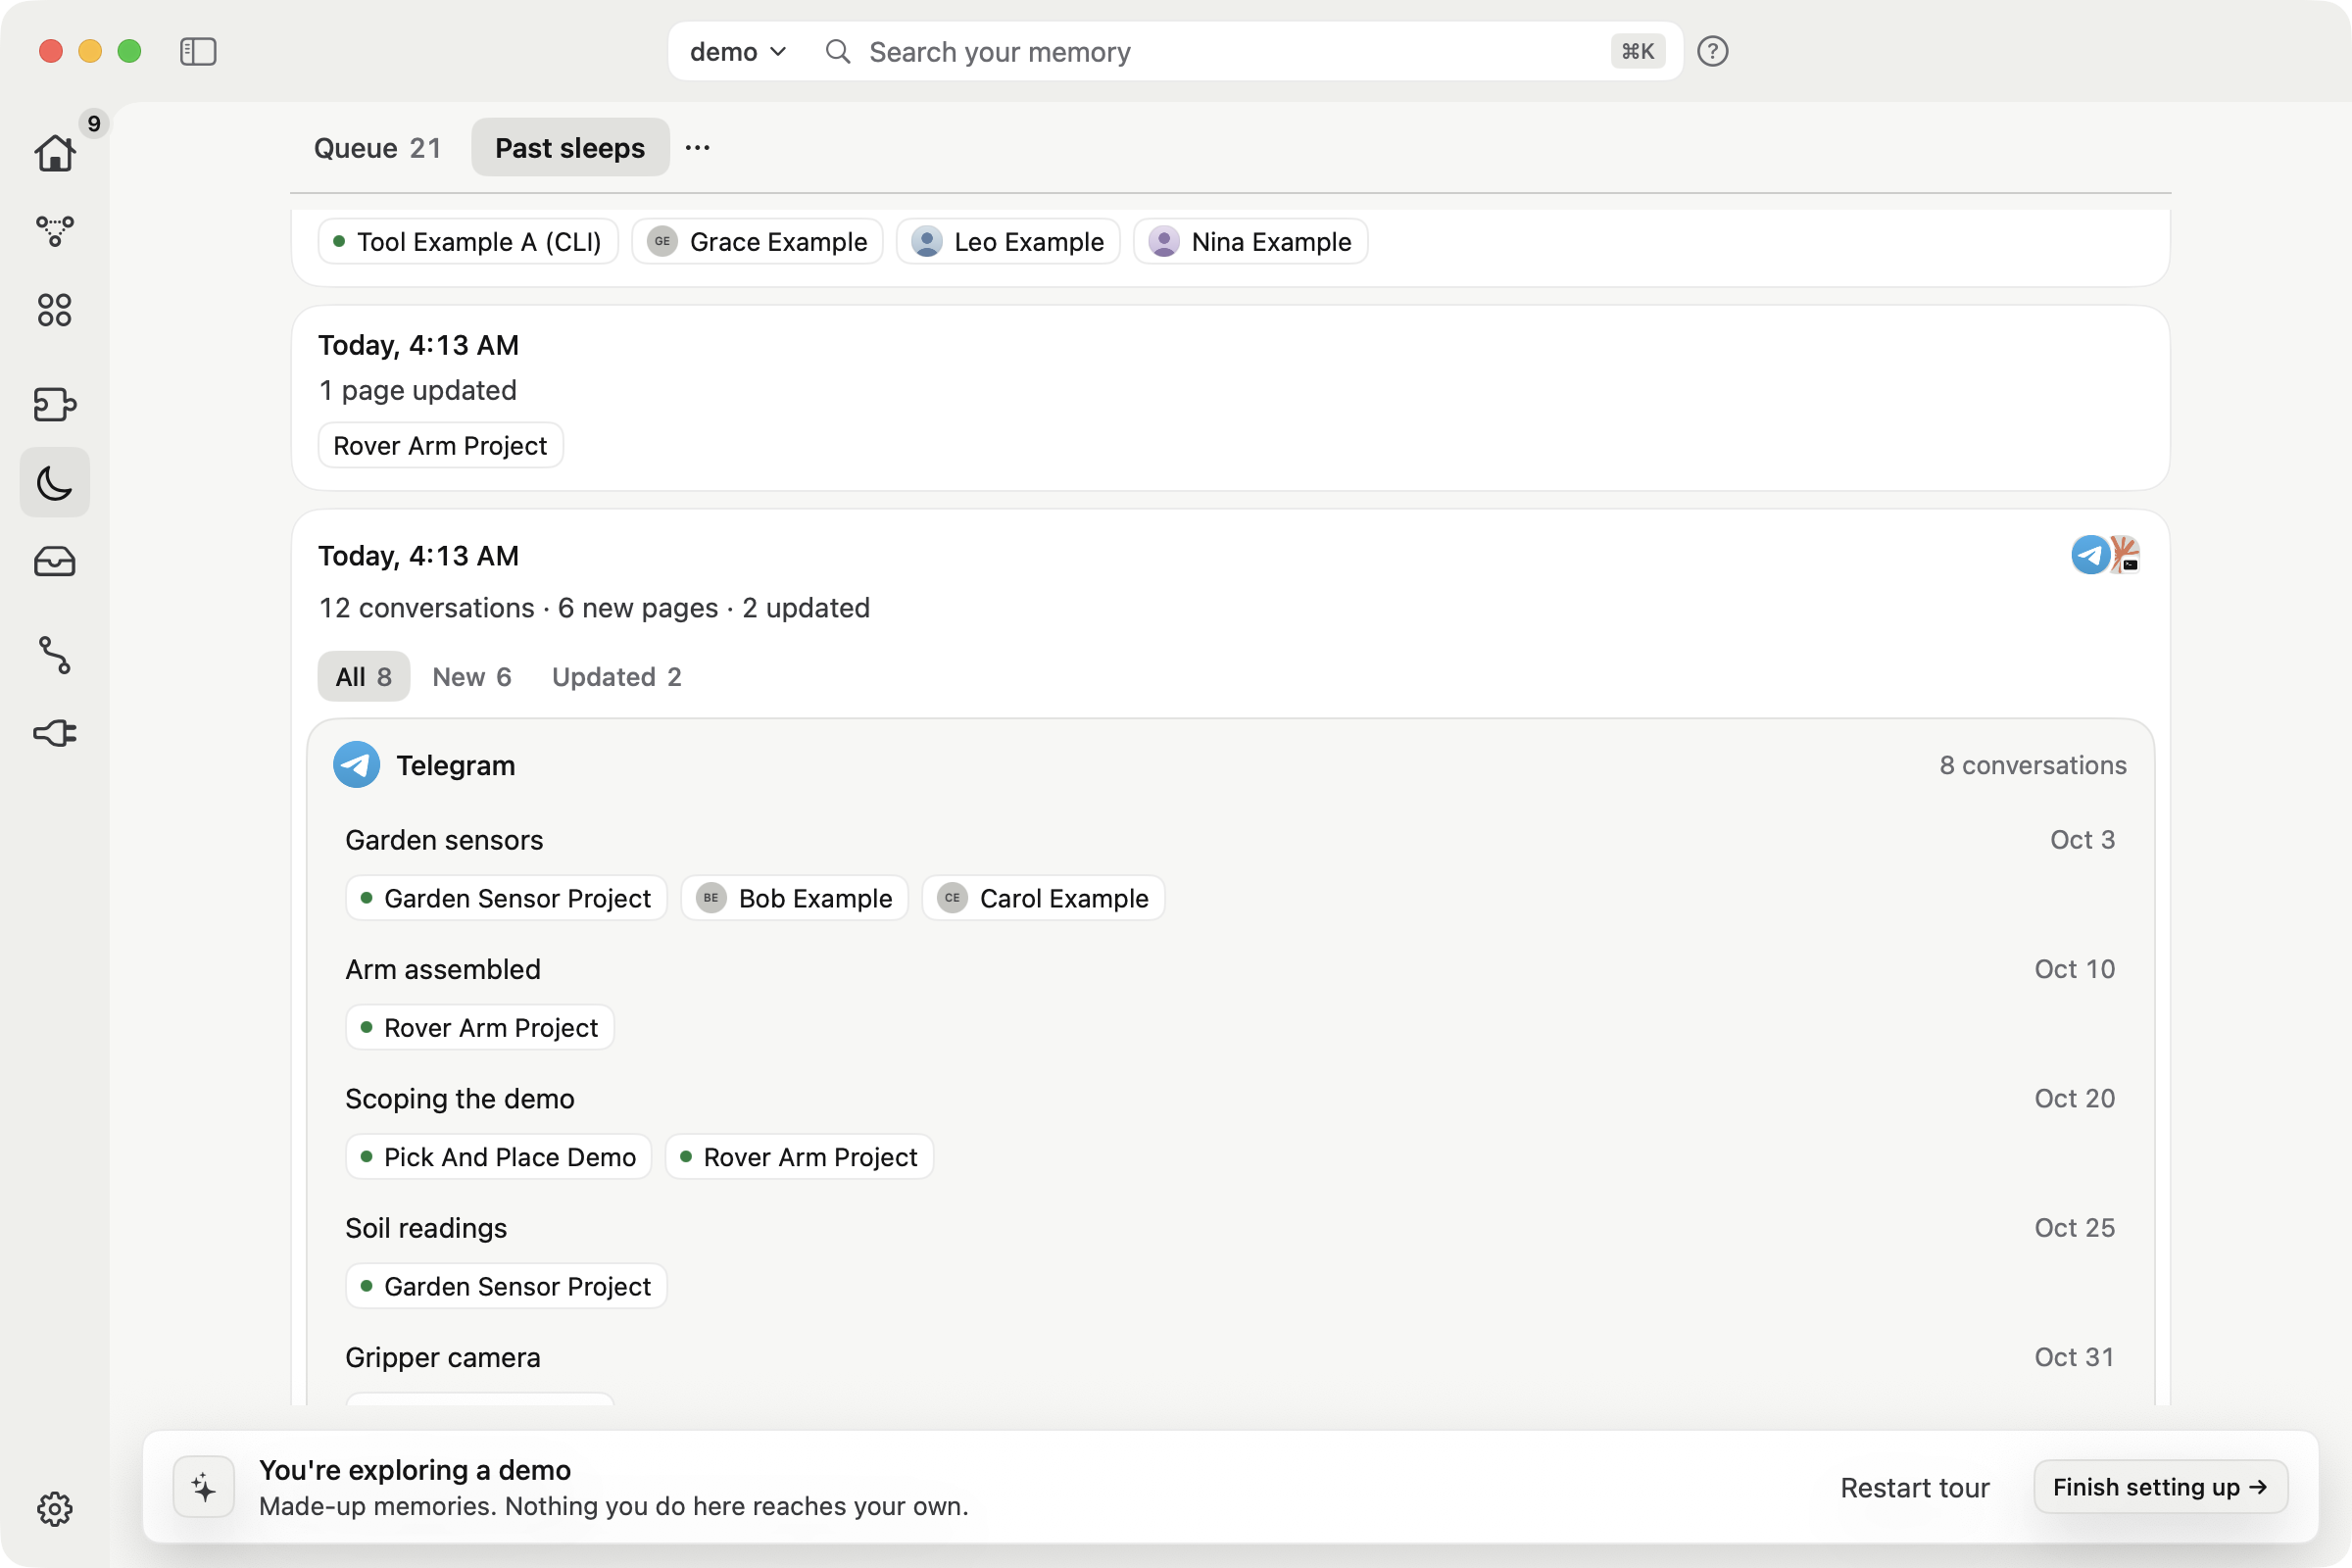 demo Search your memory ⌘K ?
9
Queue 21 Past sleeps ···
Tool Example A (CLI) GE Grace Example Leo Example Nina Example
Today, 4:13 AM
1 page updated
Rover Arm Project
Today, 4:13 AM
12 conversations · 6 new pages · 2 updated
All 8 New 6 Updated 2
Telegram 8 conversations
Garden sensors Oct 3
Garden Sensor Project BE Bob Example CE Carol Example
Arm assembled Oct 10
Rover Arm Project
Scoping the demo Oct 20
Pick And Place Demo Rover Arm Project
Soil readings Oct 25
Garden Sensor Project
Gripper camera Oct 31
You're exploring a demo
Made-up memories. Nothing you do here reaches your own.
Restart tour Finish setting up →